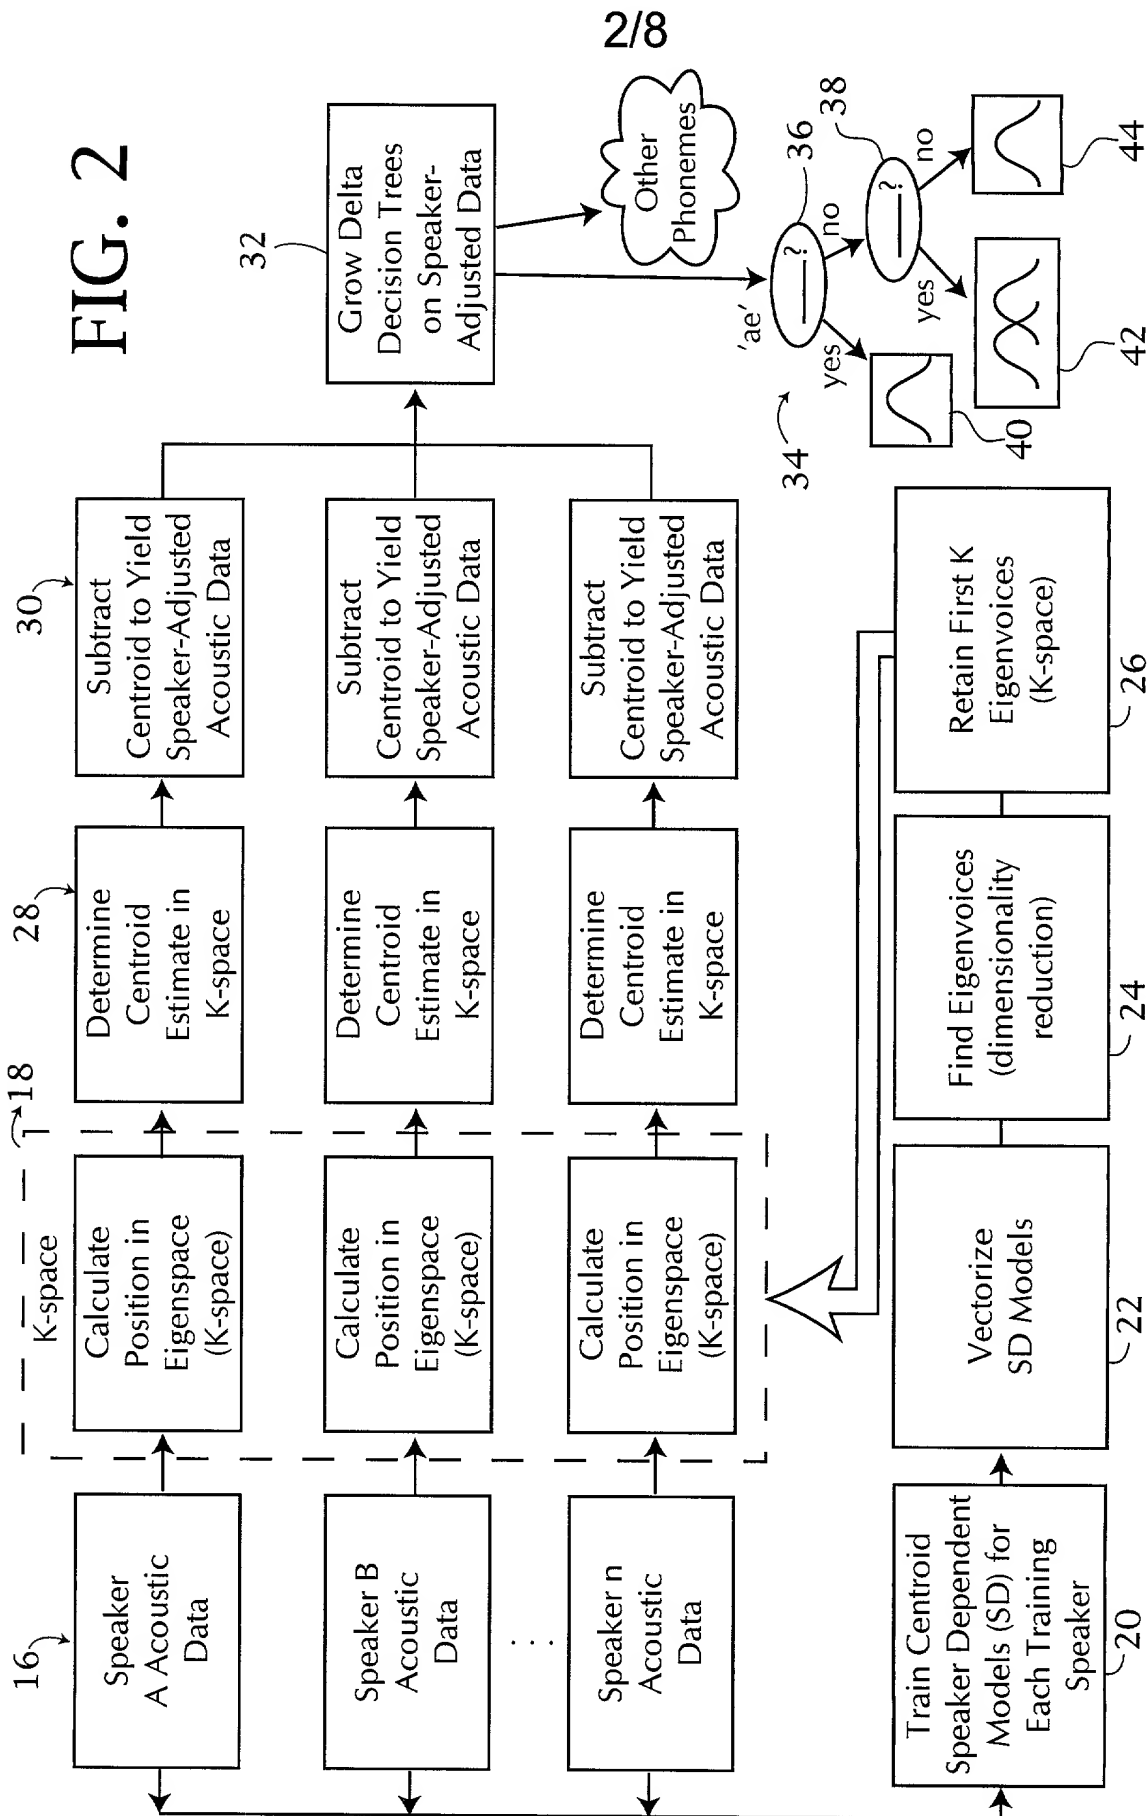 2/8
FIG. 2
16
Speaker
A Acoustic
Data
Speaker B
Acoustic
Data
. . .
Speaker n
Acoustic
Data
18
K-space
Calculate
Position in
Eigenspace
(K-space)
Calculate
Position in
Eigenspace
(K-space)
Calculate
Position in
Eigenspace
(K-space)
28
Determine
Centroid
Estimate in
K-space
Determine
Centroid
Estimate in
K-space
Determine
Centroid
Estimate in
K-space
30
Subtract
Centroid to Yield
Speaker-Adjusted
Acoustic Data
Subtract
Centroid to Yield
Speaker-Adjusted
Acoustic Data
Subtract
Centroid to Yield
Speaker-Adjusted
Acoustic Data
32
Grow Delta
Decision Trees
on Speaker-
Adjusted Data
Other
Phonemes
34
'ae'
?
36
yes
no
?
38
yes
no
40
42
44
Train Centroid
Speaker Dependent
Models (SD) for
Each Training
Speaker
20
Vectorize
SD Models
22
Find Eigenvoices
(dimensionality
reduction)
24
Retain First K
Eigenvoices
(K-space)
26